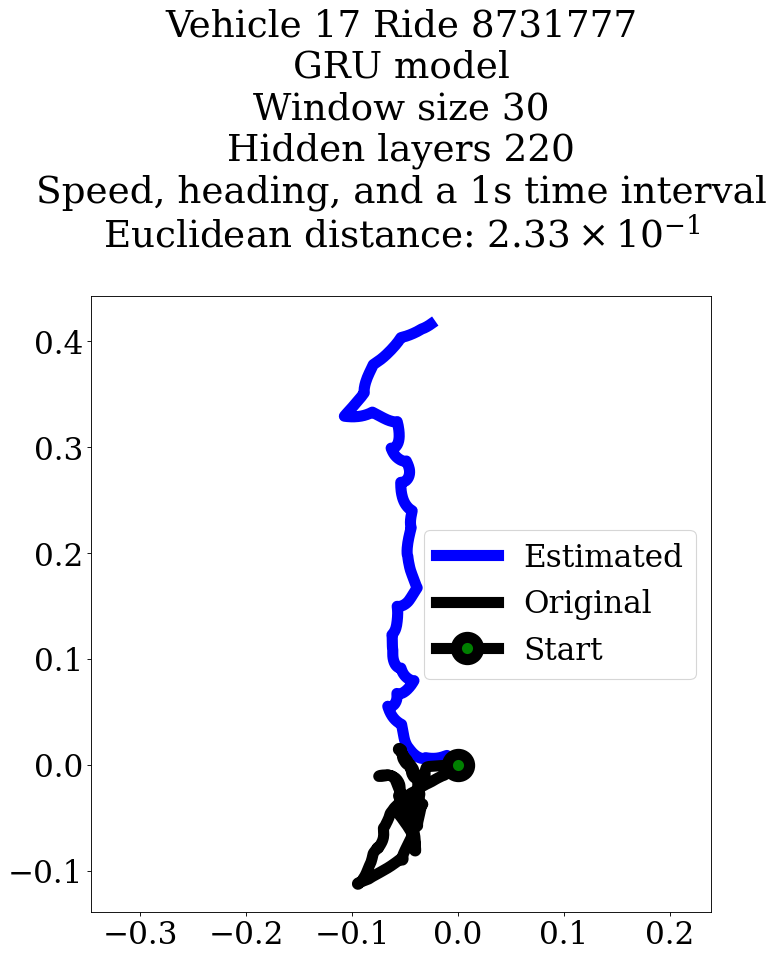 Vehicle 17 Ride 8731777
GRU model
Window size 30
Hidden layers 220
Speed, heading, and a 1s time interval
Euclidean distance: 2.33 × 10⁻¹
0.4
0.3
0.2
0.1
0.0
−0.1
Estimated
Original
Start
−0.3 −0.2 −0.1 0.0 0.1 0.2